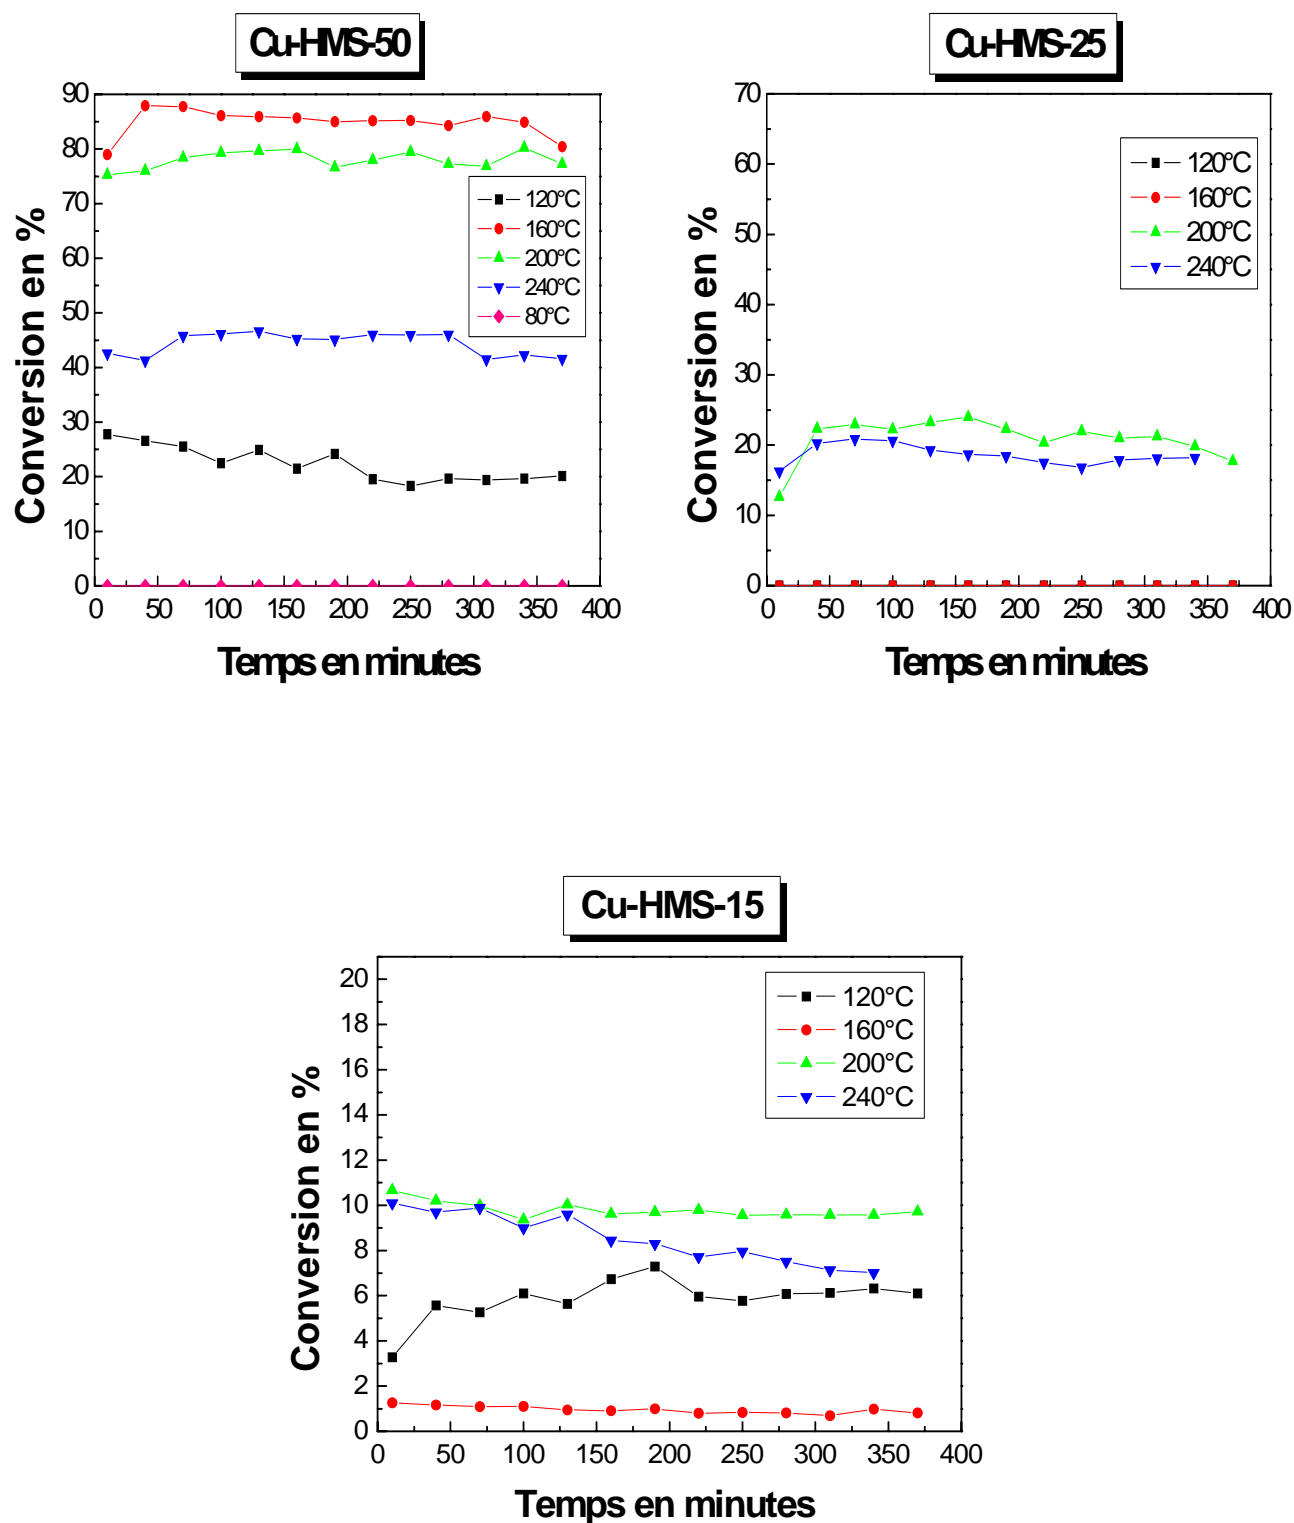 Cu-HMS-50
90
80
70
60
50
40
30
20
10
0
0 50 100 150 200 250 300 350 400
Conversion en %
Temps en minutes
120°C
160°C
200°C
240°C
80°C
Cu-HMS-25
70
60
50
40
30
20
10
0
0 50 100 150 200 250 300 350 400
Conversion en %
Temps en minutes
120°C
160°C
200°C
240°C
Cu-HMS-15
20
18
16
14
12
10
8
6
4
2
0
0 50 100 150 200 250 300 350 400
Conversion en %
Temps en minutes
120°C
160°C
200°C
240°C